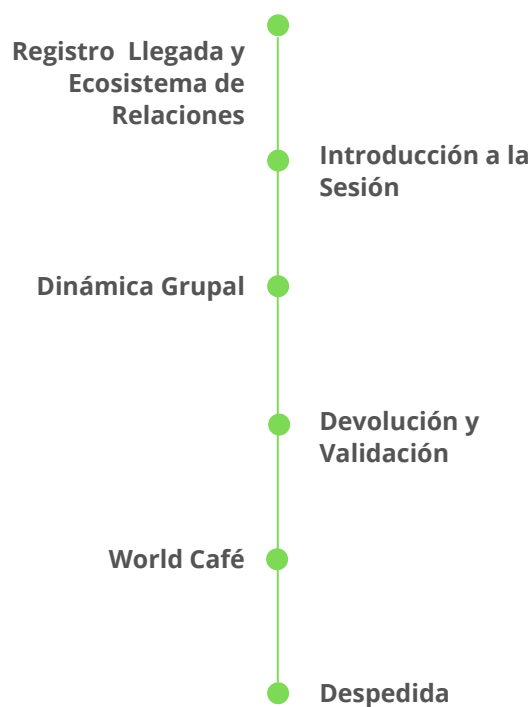 Registro Llegada y
Ecosistema de
Relaciones
Introducción a la
Sesión
Dinámica Grupal
Devolución y
Validación
World Café
Despedida